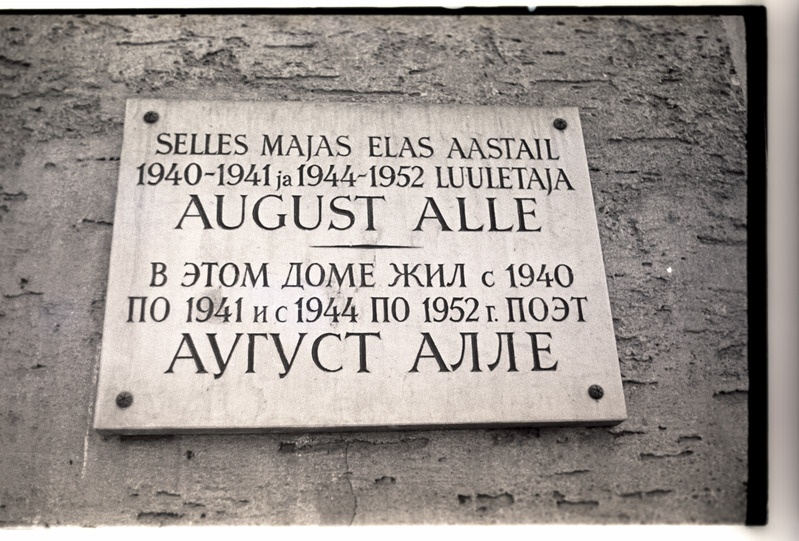 SELLES MAJAS ELAS AASTAIL
1940-1941 ja 1944-1952 LUULETAJA
AUGUST ALLE
В ЭТОМ ДОМЕ ЖИЛ с 1940
ПО 1941 и с 1944 ПО 1952 г. ПОЭТ
АУГУСТ АЛЛЕ